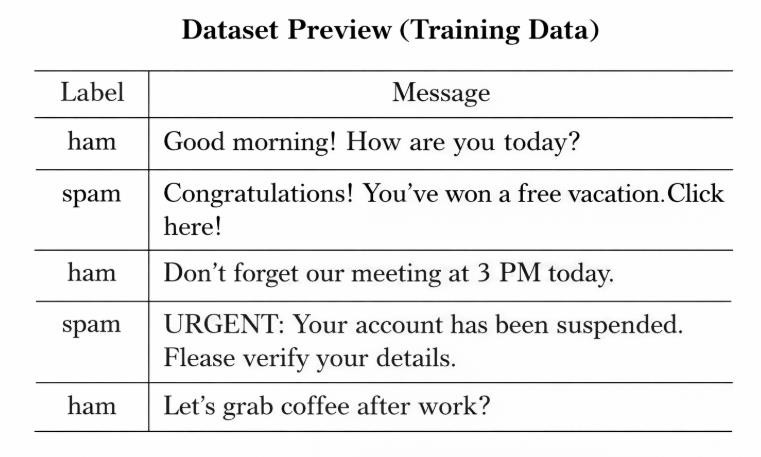 Dataset Preview (Training Data)
Label Message
ham Good morning! How are you today?
spam Congratulations! You’ve won a free vacation.Click
here!
ham Don’t forget our meeting at 3 PM today.
spam URGENT: Your account has been suspended.
Flease verify your details.
ham Let’s grab coffee after work?